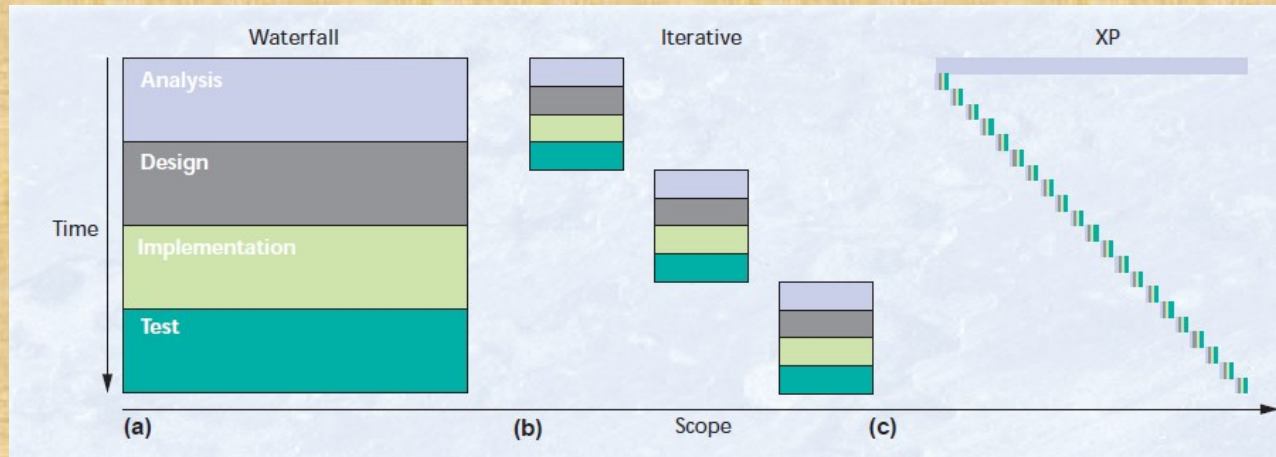 Waterfall
Iterative
XP
Analysis
Design
Time
Implementation
Test
(a)
(b)
Scope
(c)